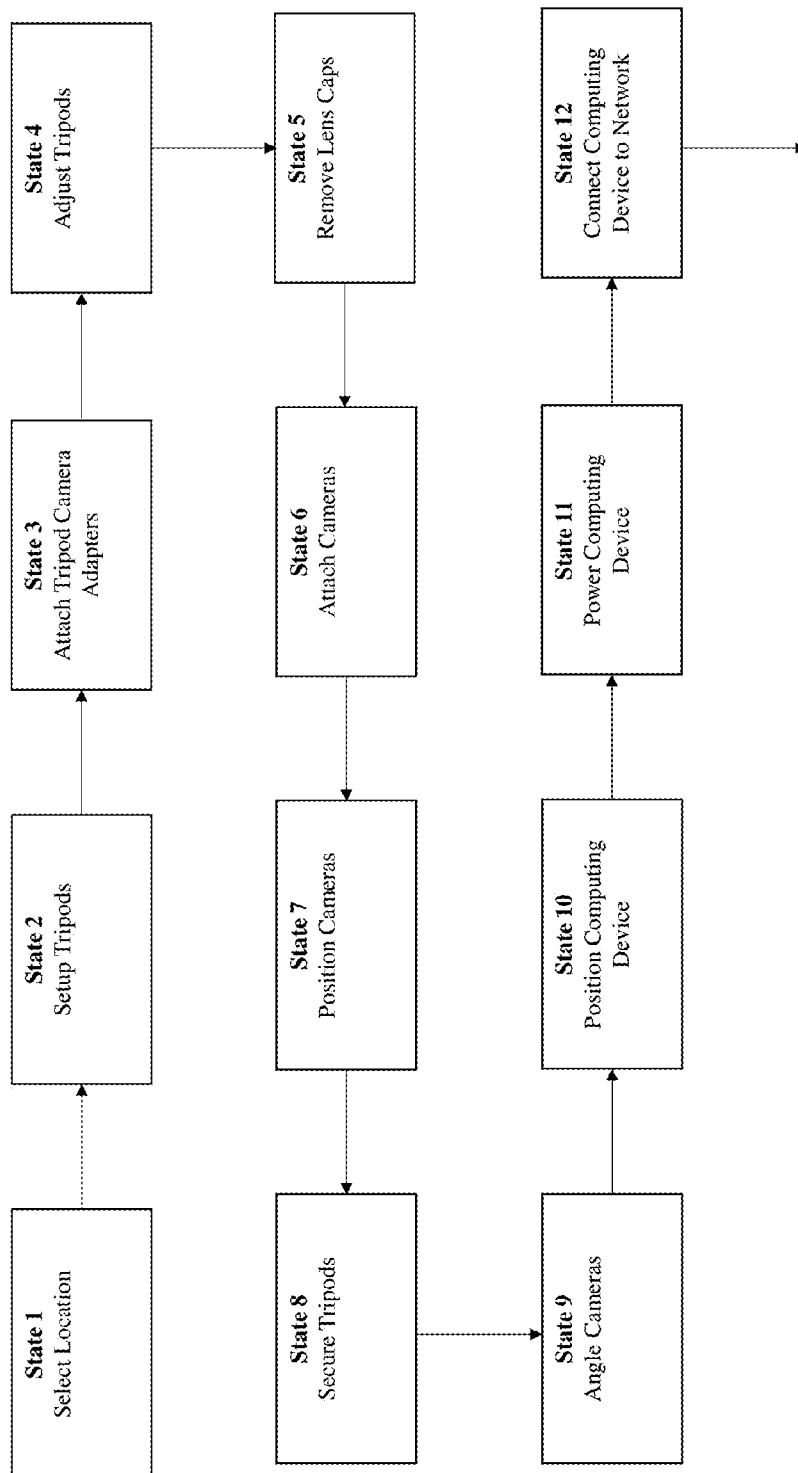 State 1
Select Location
State 2
Setup Tripods
State 3
Attach Tripod Camera
Adapters
State 4
Adjust Tripods
State 5
Remove Lens Caps
State 6
Attach Cameras
State 7
Position Cameras
State 8
Secure Tripods
State 9
Angle Cameras
State 10
Position Computing
Device
State 11
Power Computing
Device
State 12
Connect Computing
Device to Network